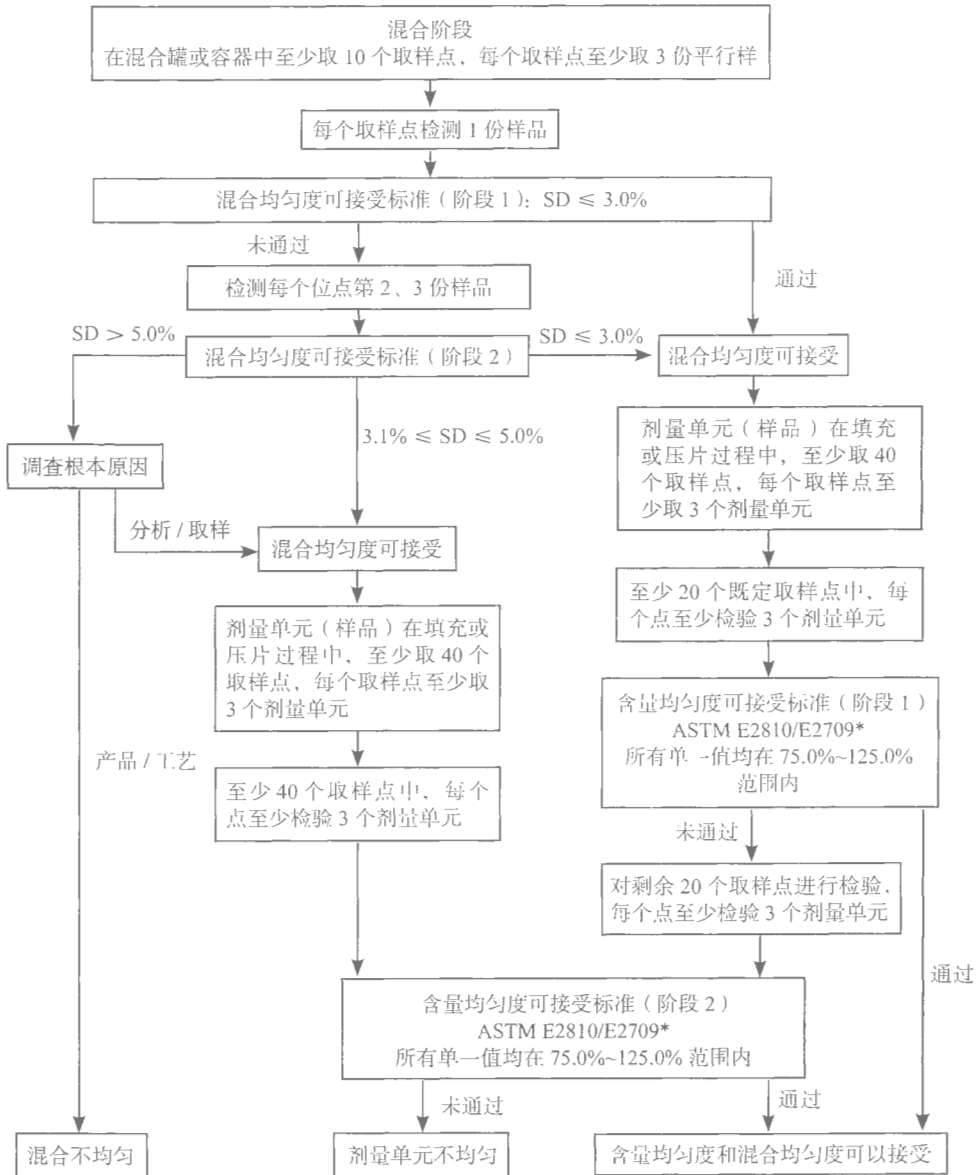 混合阶段
在混合罐或容器中至少取 10 个取样点，每个取样点至少取 3 份平行样
每个取样点检测 1 份样品
混合均匀度可接受标准（阶段 1）：SD ≤ 3.0%
未通过
通过
检测每个位点第 2、3 份样品
SD > 5.0%
混合均匀度可接受标准（阶段 2）
SD ≤ 3.0%
混合均匀度可接受
3.1% ≤ SD ≤ 5.0%
剂量单元（样品）在填充
或压片过程中，至少取 40
个取样点，每个取样点至
少取 3 个剂量单元
调查根本原因
分析 / 取样
混合均匀度可接受
至少 20 个既定取样点中，每
个点至少检验 3 个剂量单元
剂量单元（样品）在填充或
压片过程中，至少取 40 个
取样点，每个取样点至少取
3 个剂量单元
含量均匀度可接受标准（阶段 1）
ASTM E2810/E2709*
所有单一值均在 75.0%~125.0%
范围内
产品 / 工艺
至少 40 个取样点中，每个
点至少检验 3 个剂量单元
未通过
对剩余 20 个取样点进行检验，
每个点至少检验 3 个剂量单元
通过
含量均匀度可接受标准（阶段 2）
ASTM E2810/E2709*
所有单一值均在 75.0%~125.0% 范围内
未通过
通过
混合不均匀
剂量单元不均匀
含量均匀度和混合均匀度可以接受